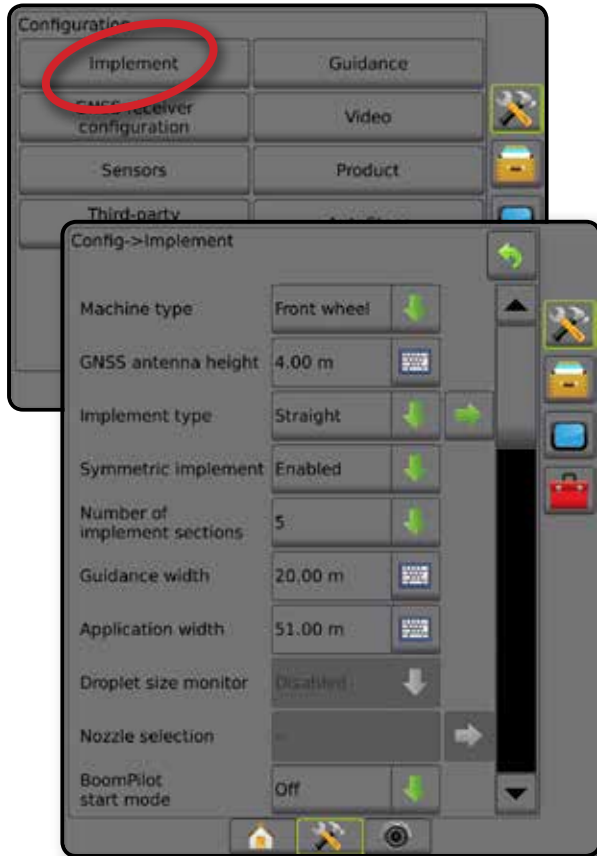 Configuration
Implement
Guidance
GNSS receiver
configuration
Video
Sensors
Product
Third-party
Config->Implement
Machine type
Front wheel
GNSS antenna height
4.00 m
Implement type
Straight
Symmetric implement
Enabled
Number of
implement sections
5
Guidance width
20.00 m
Application width
51.00 m
Droplet size monitor
Disabled
Nozzle selection
BoomPilot
start mode
Off